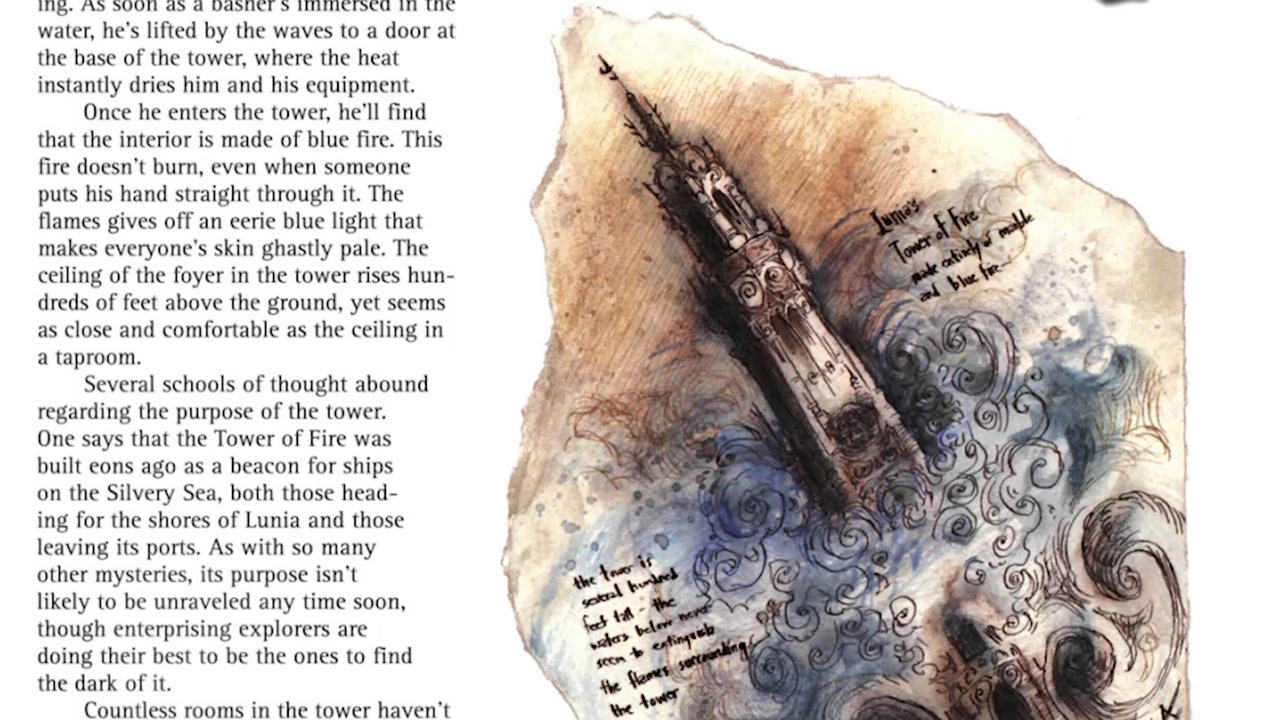 ing. As soon as a basher's immersed in the
water, he's lifted by the waves to a door at
the base of the tower, where the heat
instantly dries him and his equipment.
Once he enters the tower, he'll find
that the interior is made of blue fire. This
fire doesn't burn, even when someone
puts his hand straight through it. The
flames gives off an eerie blue light that
makes everyone's skin ghastly pale. The
ceiling of the foyer in the tower rises hun-
dreds of feet above the ground, yet seems
as close and comfortable as the ceiling in
a taproom.
Several schools of thought abound
regarding the purpose of the tower.
One says that the Tower of Fire was
built eons ago as a beacon for ships
on the Silvery Sea, both those head-
ing for the shores of Lunia and those
leaving its ports. As with so many
other mysteries, its purpose isn't
likely to be unraveled any time soon,
though enterprising explorers are
doing their best to be the ones to find
the dark of it.
Countless rooms in the tower haven't
Lunia's
Tower of Fire
made entirely of marble
and blue fire
the tower is
several hundred
feet tall - the
waters below never
seem to extinguish
the flames surrounding
the tower